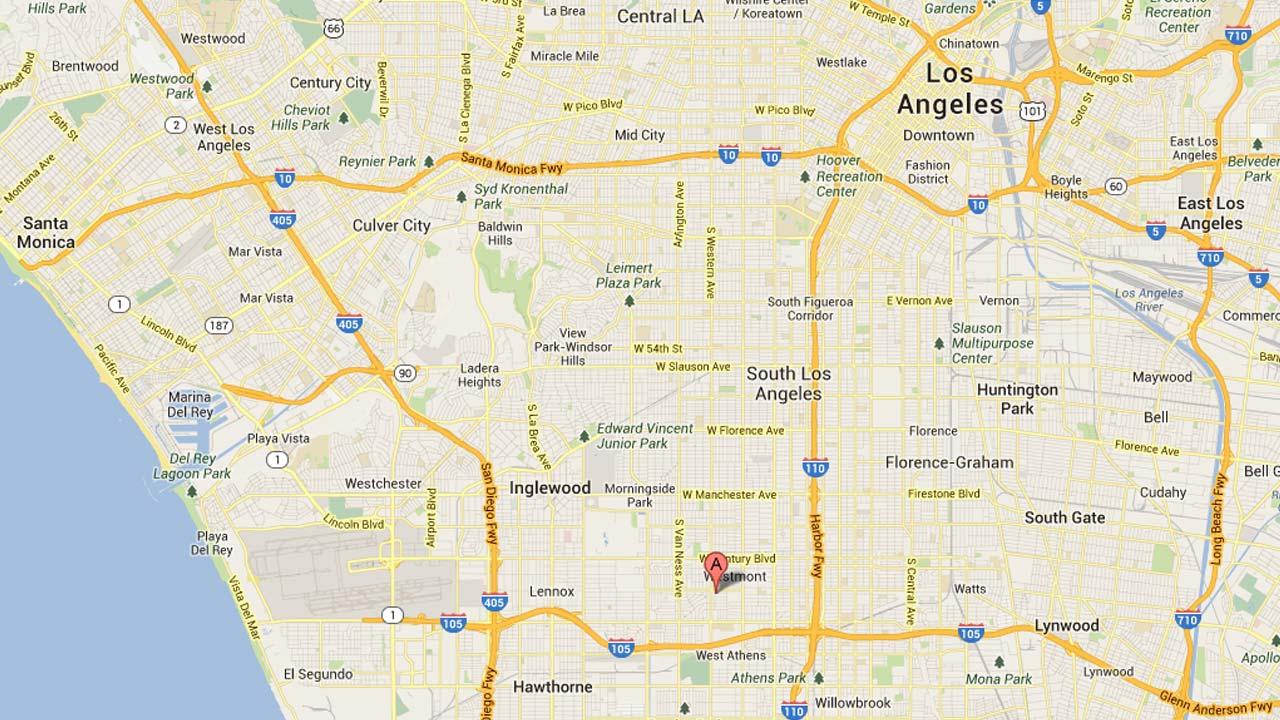 Hills Park
W 3rd St
La Brea
Central LA
Wilshire Center
/ Koreatown
W Temple St
Gardens
5
Recreation
Center
710
66
Westwood
S Fairfax Ave
Miracle Mile
Westlake
Chinatown
Brentwood
Westwood
Park
Century City
Beverwil Dr
S La Cienega Blvd
Los
Angeles
Marengo St
Soto St
101
Cheviot
Hills Park
W Pico Blvd
W Pico Blvd
26th St
2
West Los
Angeles
Mid City
Downtown
East Los
Angeles
Belveder
Park
Montana Ave
Reynier Park
Santa Monica Fwy
10
10
Hoover
Recreation
Center
Fashion
District
Boyle
Heights
60
10
Syd Kronenthal
Park
10
East Los
Angeles
405
Santa
Monica
Culver City
Baldwin
Hills
Arlington Ave
S Western Ave
5
710
Mar Vista
Leimert
Plaza Park
5
Mar Vista
1
South Figueroa
Corridor
E Vernon Ave
Vernon
Los Angeles
River
Commerc
187
Lincoln Blvd
405
View
Park-Windsor
Hills
W 54th St
Slauson
Multipurpose
Center
Pacific Ave
90
Ladera
Heights
W Slauson Ave
South Los
Angeles
Maywood
Huntington
Park
Marina
Del Rey
Bell
S La Brea Ave
Edward Vincent
Junior Park
W Florence Ave
Florence
Florence Ave
Playa Vista
1
Del Rey
Lagoon Park
110
Florence-Graham
Bell G
Westchester
San Diego Fwy
Inglewood
Morningside
Park
W Manchester Ave
Firestone Blvd
Cudahy
Long Beach Fwy
Airport Blvd
Lincoln Blvd
South Gate
Playa
Del Rey
S Van Ness Ave
Harbor Fwy
A
Vista Del Mar
Lennox
S Central Ave
Watts
405
1
105
105
105
710
Lynwood
West Athens
El Segundo
Athens Park
Mona Park
Lynwood
Apollo
Hawthorne
110
Willowbrook
Glenn Anderson Fwy